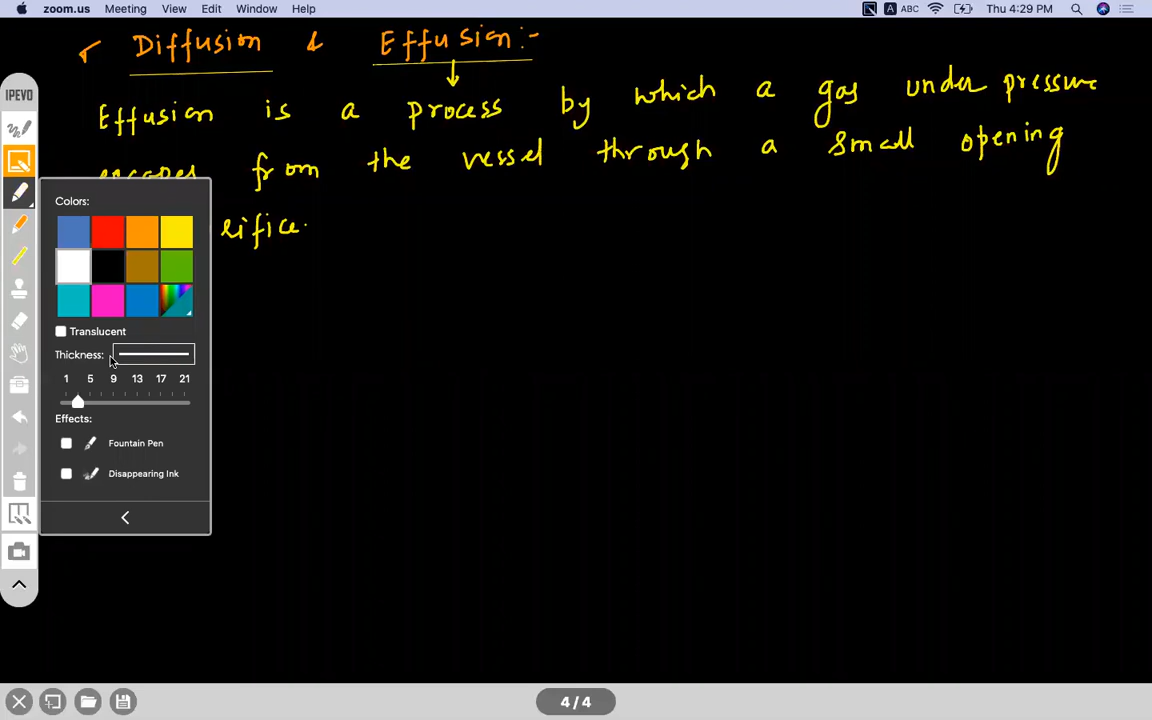 zoom.us Meeting View Edit Window Help A ABC Thu 4:29 PM
Diffusion & Effusion :-
IPEVO
Effusion is a process by which a gas under pressure
escapes from the vessel through a small opening
rifice.
Colors:
Translucent
Thickness:
1 5 9 13 17 21
Effects:
Fountain Pen
Disappearing Ink
4/4